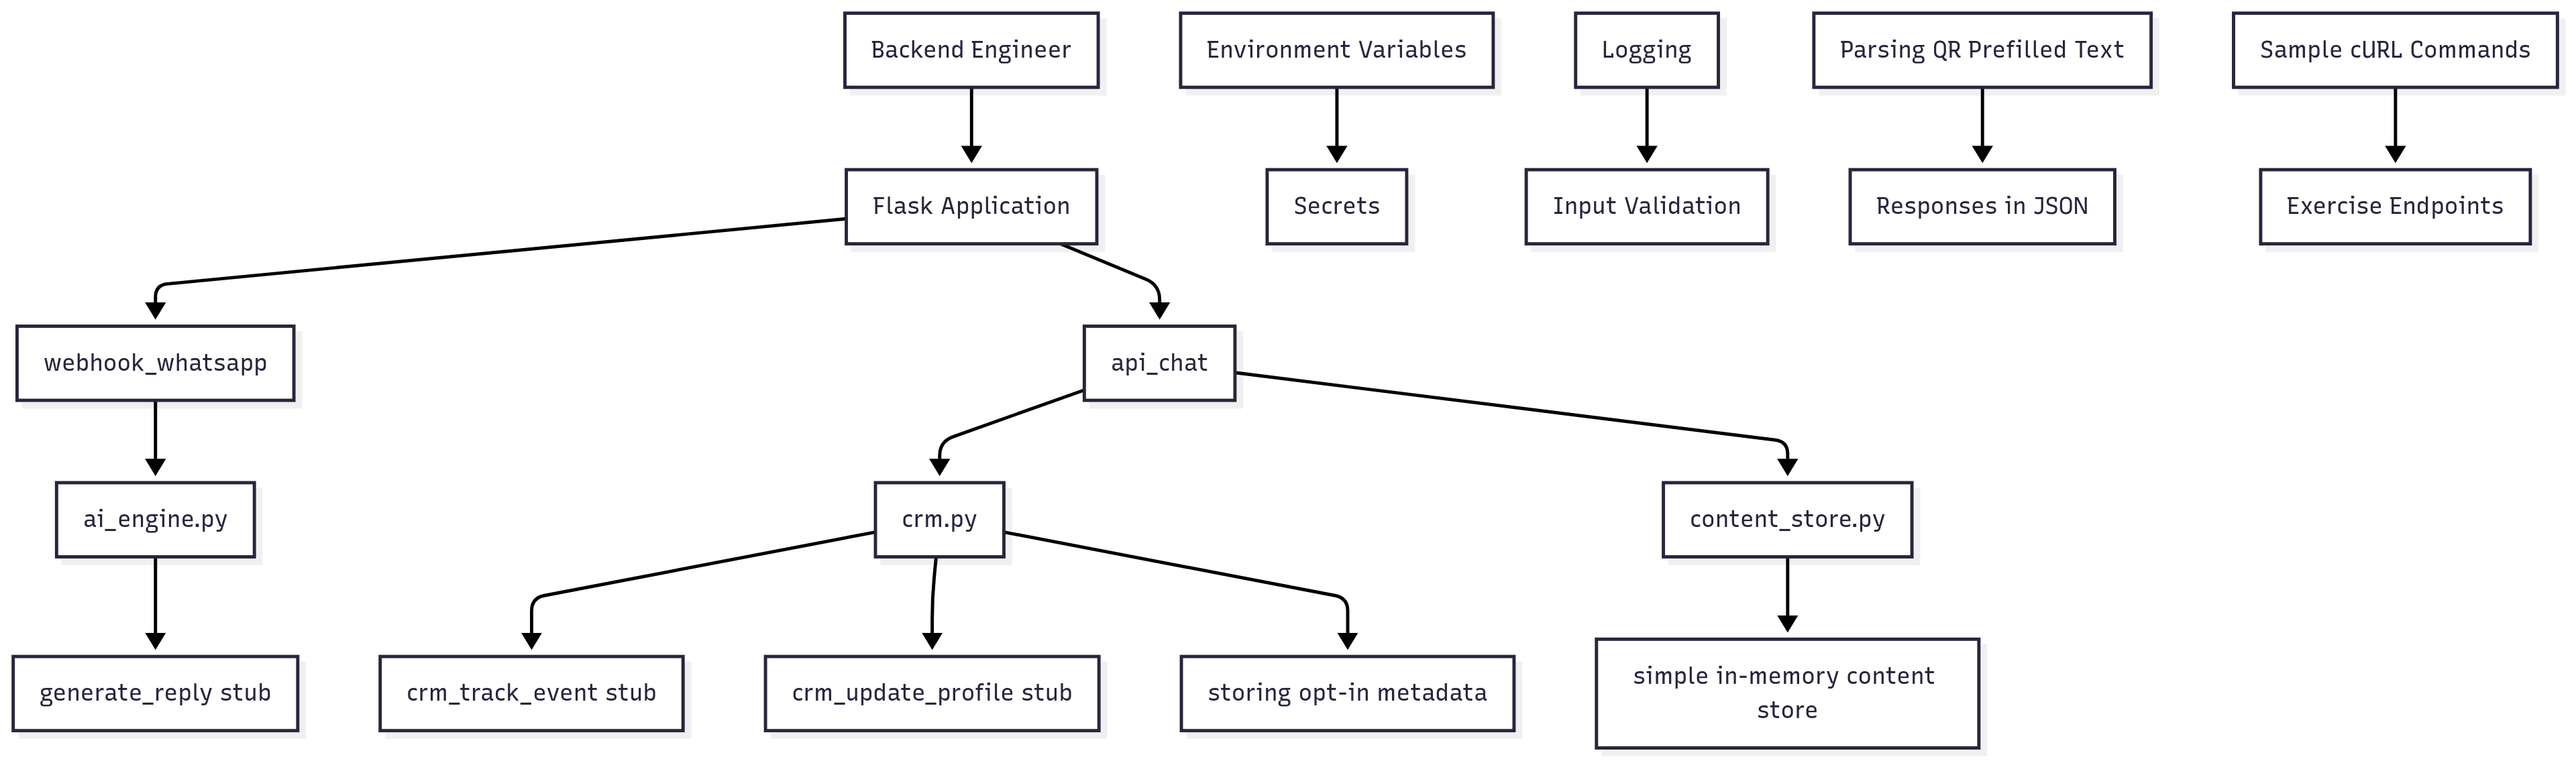 Backend Engineer
Environment Variables
Logging
Parsing QR Prefilled Text
Sample cURL Commands
Flask Application
Secrets
Input Validation
Responses in JSON
Exercise Endpoints
webhook_whatsapp
api_chat
ai_engine.py
crm.py
content_store.py
generate_reply stub
crm_track_event stub
crm_update_profile stub
storing opt-in metadata
simple in-memory content
store